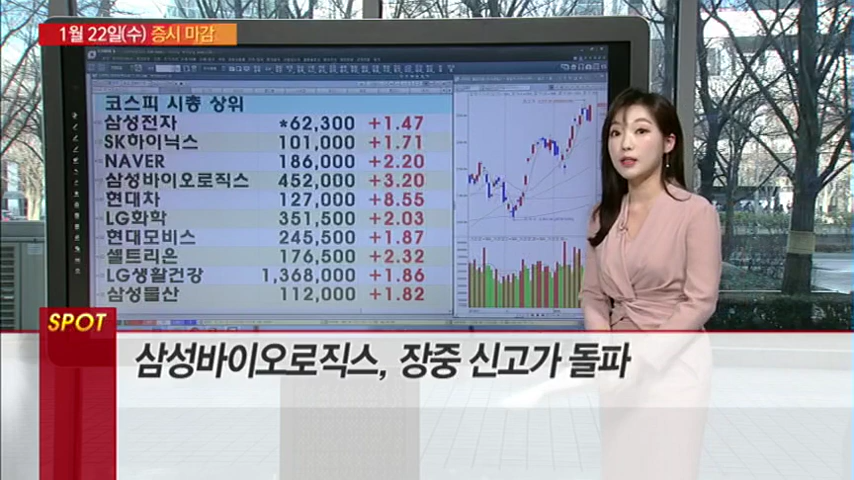 1월 22일(수) 증시 마감
코스피 시총 상위
삼성전자 *62,300 +1.47
SK하이닉스 101,000 +1.71
NAVER 186,000 +2.20
삼성바이오로직스 452,000 +3.20
현대차 127,000 +8.55
LG화학 351,500 +2.03
현대모비스 245,500 +1.87
셀트리온 176,500 +2.32
LG생활건강 1,368,000 +1.86
삼성물산 112,000 +1.82
SPOT
삼성바이오로직스, 장중 신고가 돌파